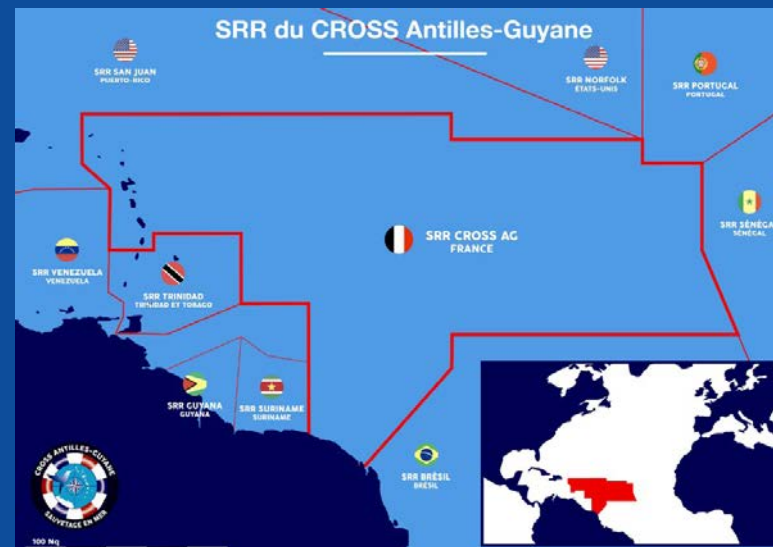 SRR du CROSS Antilles-Guyane
SRR SAN JUAN
PUERTO-RICO
SRR NORFOLK
ÉTATS-UNIS
SRR PORTUGAL
PORTUGAL
SRR CROSS AG
FRANCE
SRR SÉNÉGA
SÉNÉGAL
SRR VENEZUELA
VENEZUELA
SRR TRINIDAD
TRINIDAD ET TOBAGO
SRR GUYANA
GUYANA
SRR SURINAME
SURINAME
SRR BRÉSIL
BRÉSIL
CROSS ANTILLES-GUYANE
SAUVETAGE EN MER
100 Nq